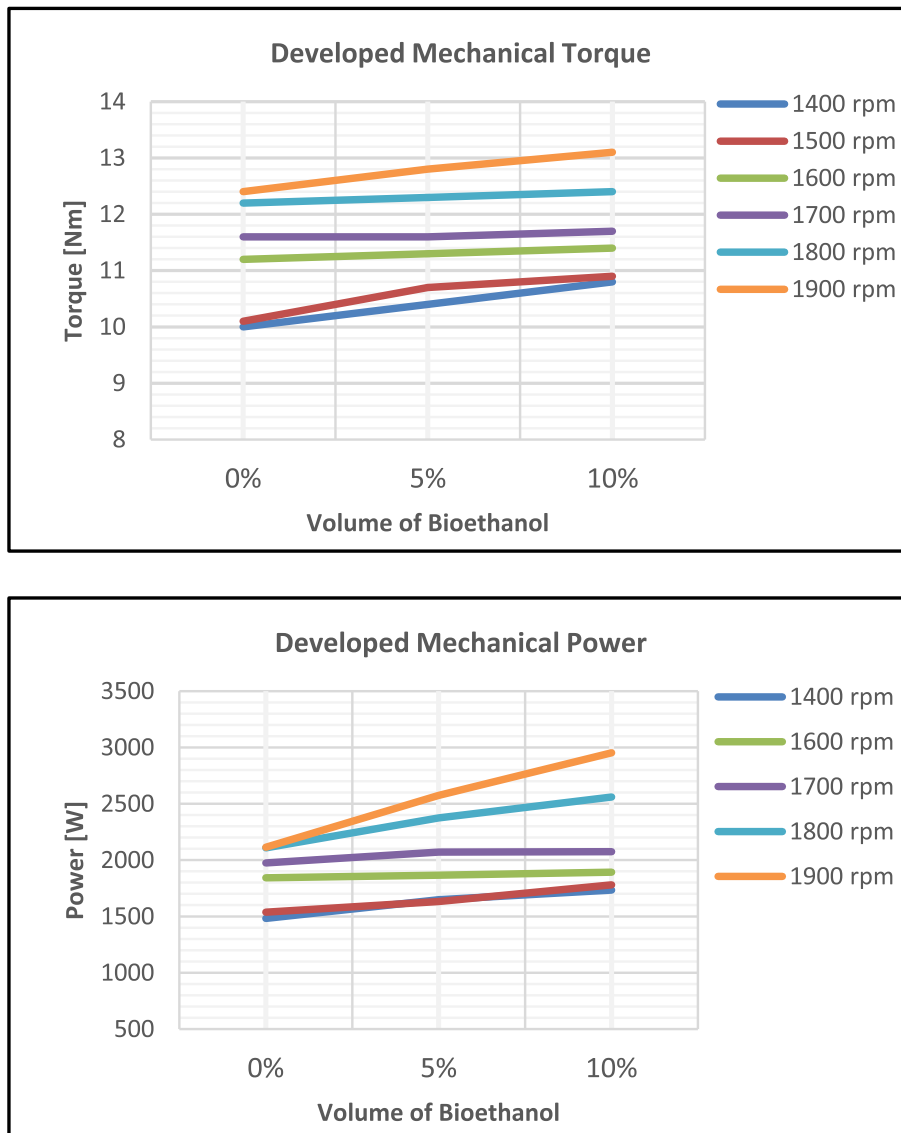 Developed Mechanical Torque
14
13
12
11
10
9
8
Torque [Nm]
0% 5% 10%
Volume of Bioethanol
1400 rpm
1500 rpm
1600 rpm
1700 rpm
1800 rpm
1900 rpm
Developed Mechanical Power
3500
3000
2500
2000
1500
1000
500
Power [W]
0% 5% 10%
Volume of Bioethanol
1400 rpm
1600 rpm
1700 rpm
1800 rpm
1900 rpm